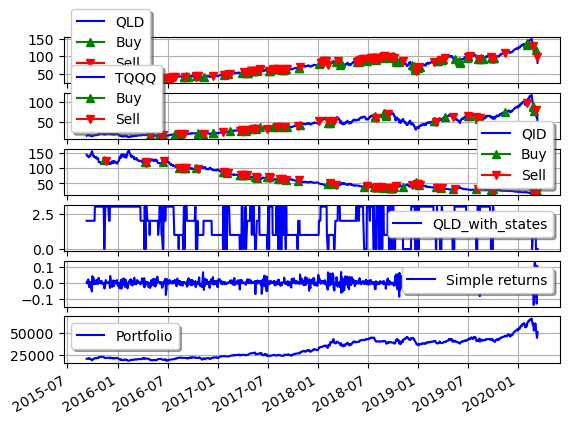 QLD
Buy
Sell
150
100
50
TQQQ
Buy
Sell
100
50
QID
Buy
Sell
150
100
50
QLD_with_states
2.5
0.0
Simple returns
0.1
0.0
−0.1
Portfolio
50000
25000
2015-07
2016-01
2016-07
2017-01
2017-07
2018-01
2018-07
2019-01
2019-07
2020-01